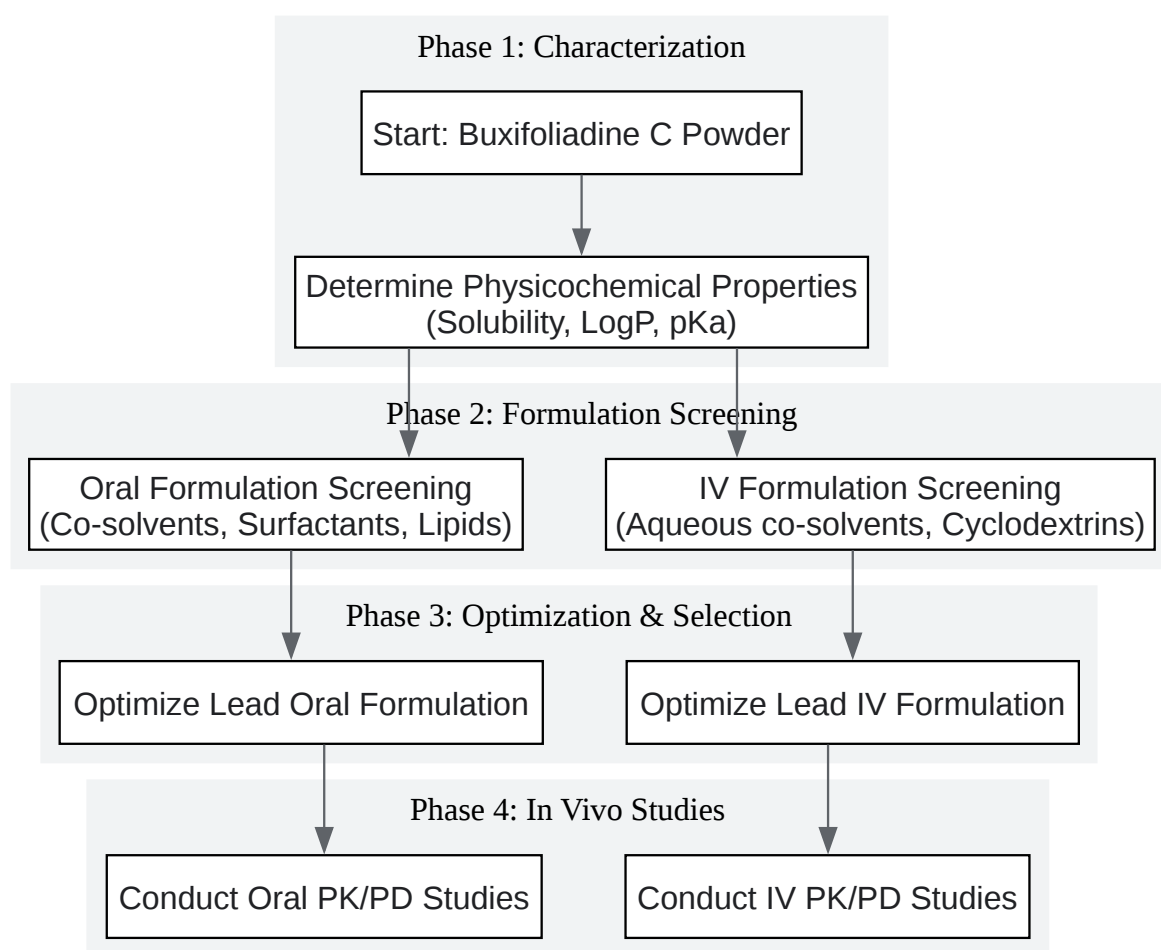 Phase 1: Characterization
Start: Buxifoliadine C Powder
Determine Physicochemical Properties
(Solubility, LogP, pKa)
Phase 2: Formulation Screening
Oral Formulation Screening
(Co-solvents, Surfactants, Lipids)
IV Formulation Screening
(Aqueous co-solvents, Cyclodextrins)
Phase 3: Optimization & Selection
Optimize Lead Oral Formulation
Optimize Lead IV Formulation
Phase 4: In Vivo Studies
Conduct Oral PK/PD Studies
Conduct IV PK/PD Studies